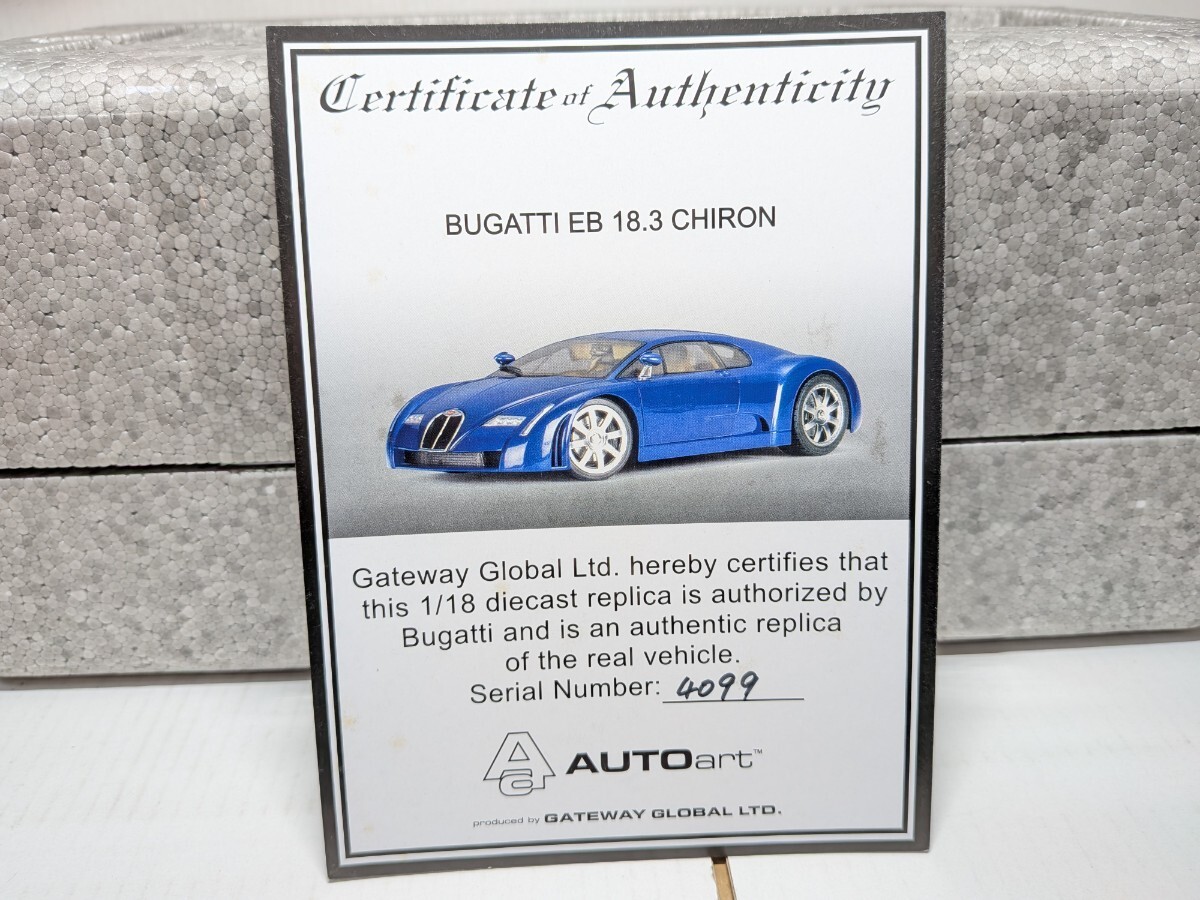 Certificate of Authenticity
BUGATTI EB 18.3 CHIRON
Gateway Global Ltd. hereby certifies that
this 1/18 diecast replica is authorized by
Bugatti and is an authentic replica
of the real vehicle.
Serial Number: 4099
Aa AUTOart™
produced by GATEWAY GLOBAL LTD.